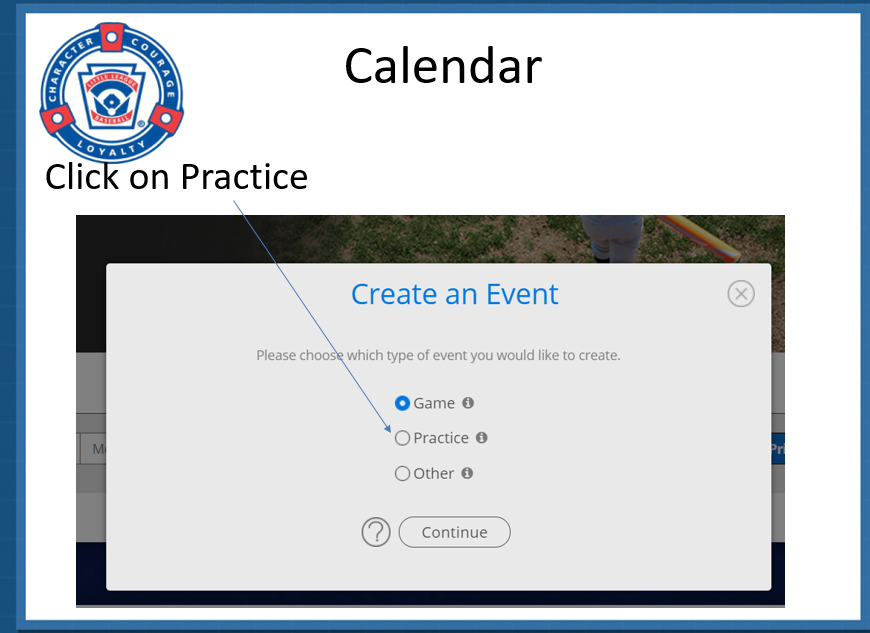 CHARACTER COURAGE LOYALTY
LITTLE LEAGUE
BASEBALL
®
Calendar
Click on Practice
Create an Event
Please choose which type of event you would like to create.
Game
Practice
Other
? Continue
M
Pri